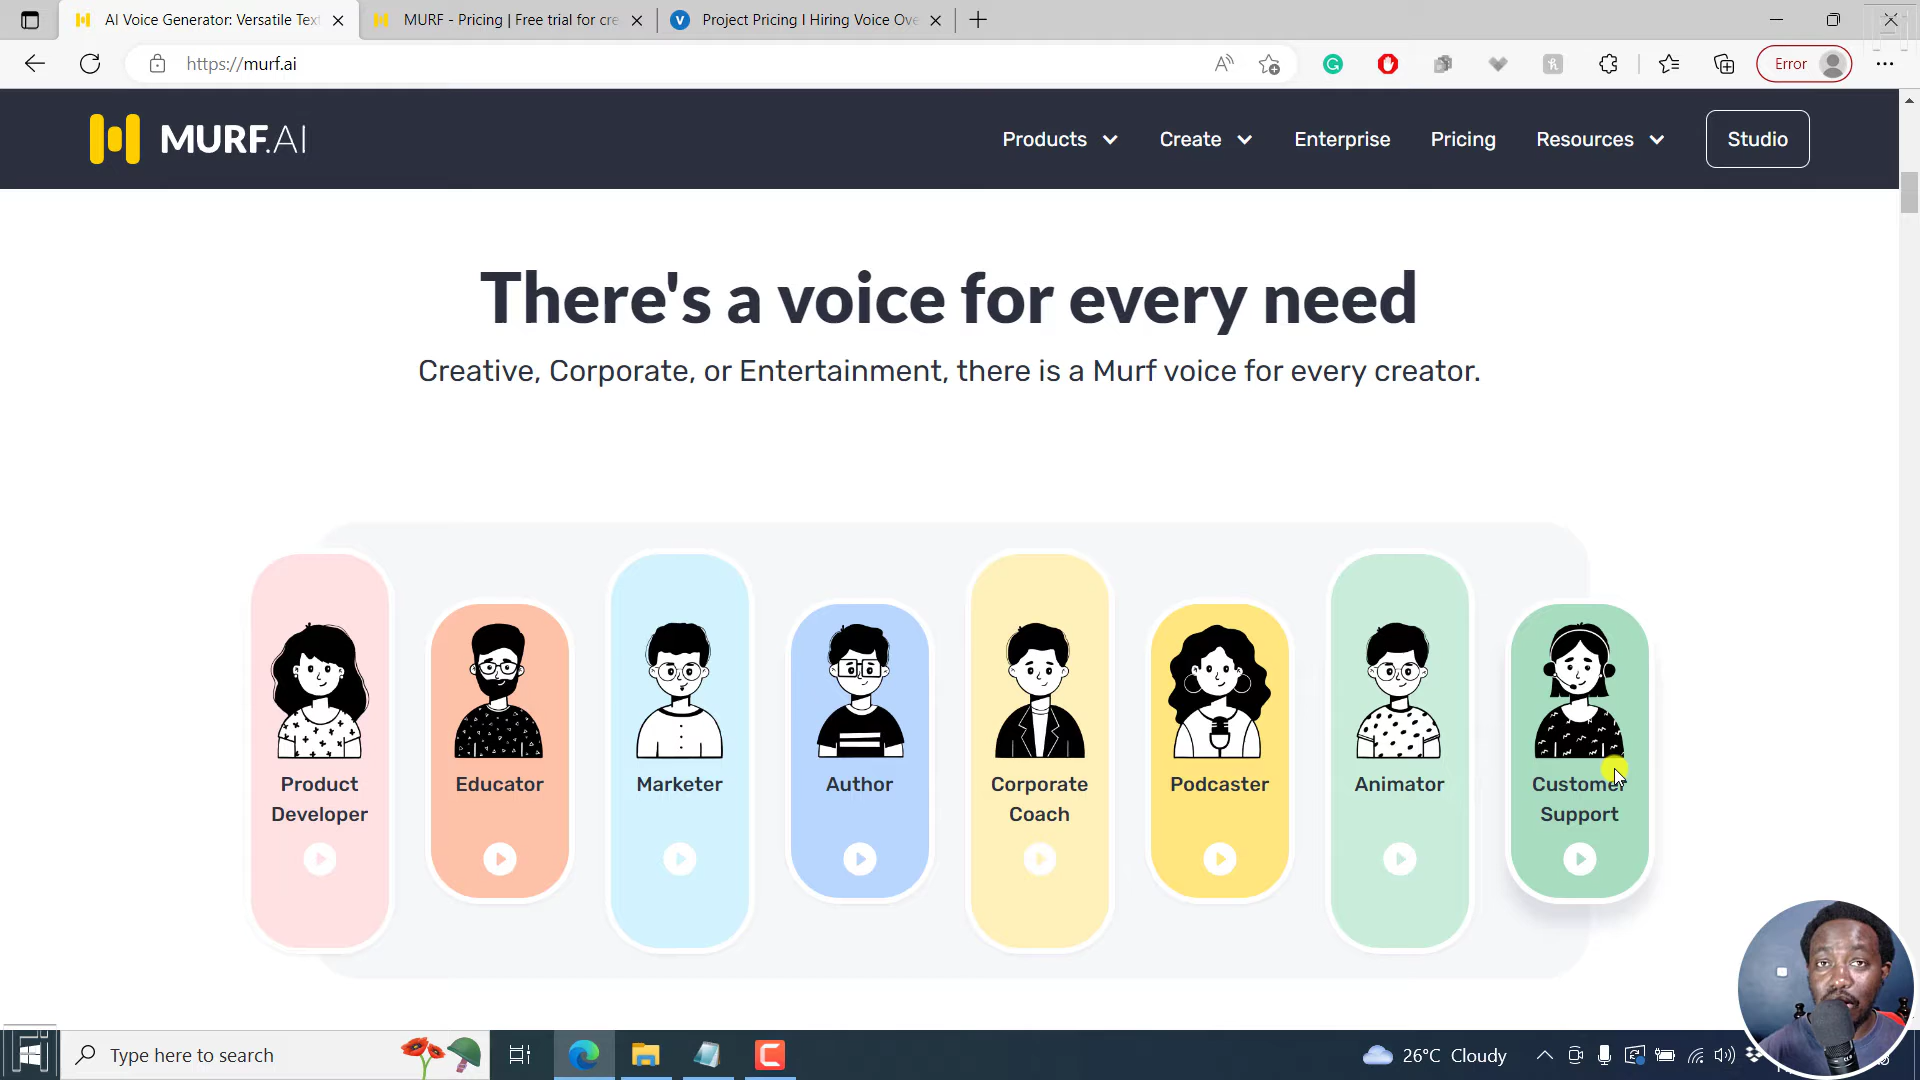 AI Voice Generator: Versatile Tex
MURF - Pricing | Free trial for cre
Project Pricing I Hiring Voice Ove
https://murf.ai
Error
MURF.AI
Products
Create
Enterprise
Pricing
Resources
Studio
There's a voice for every need
Creative, Corporate, or Entertainment, there is a Murf voice for every creator.
Product
Developer
Educator
Marketer
Author
Corporate
Coach
Podcaster
Animator
Customer
Support
Type here to search
26°C Cloudy